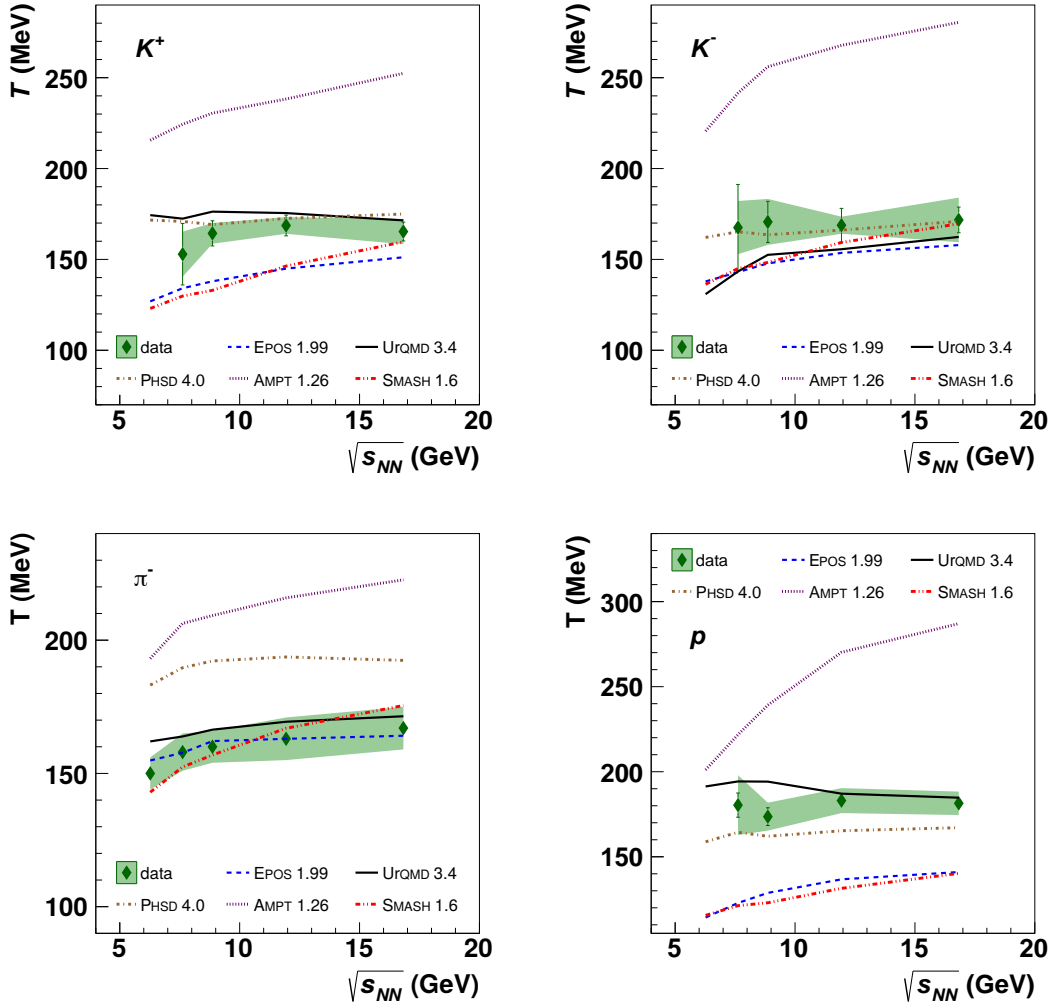 T (MeV)
K+
250
200
150
100
data
EPOS 1.99
URQMD 3.4
PHSD 4.0
AMPT 1.26
SMASH 1.6
5 10 15 20
√sNN (GeV)
T (MeV)
K-
250
200
150
100
data
EPOS 1.99
URQMD 3.4
PHSD 4.0
AMPT 1.26
SMASH 1.6
5 10 15 20
√sNN (GeV)
T (MeV)
π-
200
150
100
data
EPOS 1.99
URQMD 3.4
PHSD 4.0
AMPT 1.26
SMASH 1.6
5 10 15 20
√sNN (GeV)
T (MeV)
data
EPOS 1.99
URQMD 3.4
PHSD 4.0
AMPT 1.26
SMASH 1.6
p
300
250
200
150
5 10 15 20
√sNN (GeV)